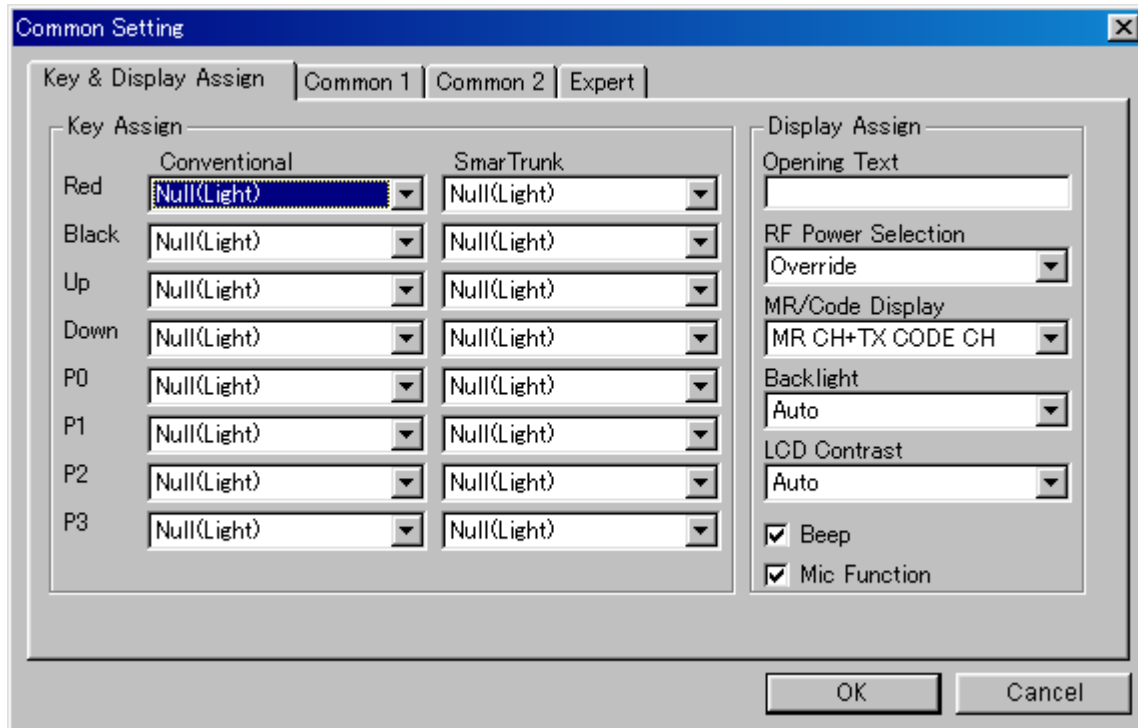 Common Setting
Key & Display Assign Common 1 Common 2 Expert
Key Assign
Conventional SmarTrunk
Red Null(Light) Null(Light)
Black Null(Light) Null(Light)
Up Null(Light) Null(Light)
Down Null(Light) Null(Light)
P0 Null(Light) Null(Light)
P1 Null(Light) Null(Light)
P2 Null(Light) Null(Light)
P3 Null(Light) Null(Light)
Display Assign
Opening Text
RF Power Selection
Override
MR/Code Display
MR CH+TX CODE CH
Backlight
Auto
LCD Contrast
Auto
Beep
Mic Function
OK Cancel